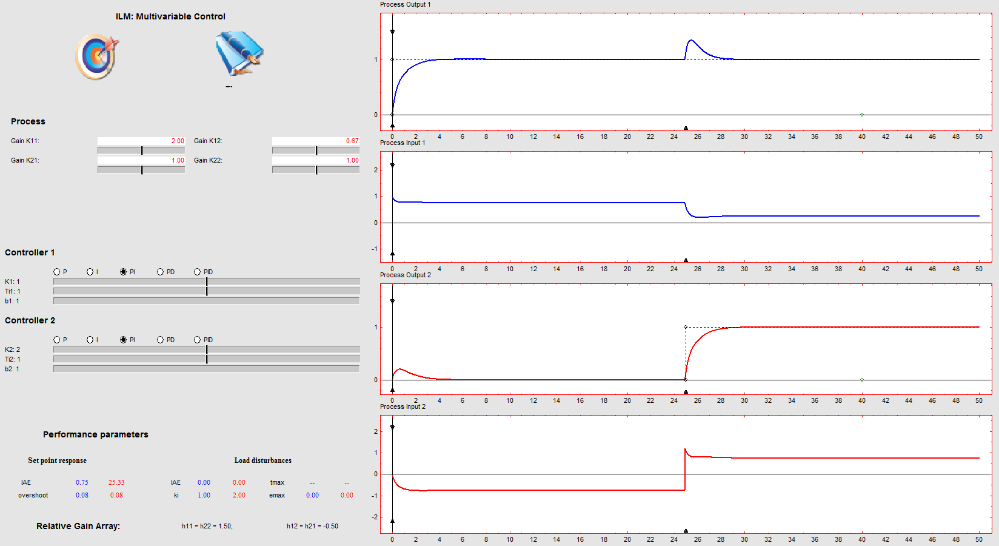 ILM: Multivariable Control
Process
Gain K11: 2.00 Gain K12: 0.67
Gain K21: 1.00 Gain K22: 1.00
Controller 1
P I PI PD PID
K1: 1
Ti1: 1
b1: 1
Controller 2
P I PI PD PID
K2: 2
Ti2: 1
b2: 1
Performance parameters
Set point response Load disturbances
IAE 0.75 25.33 IAE 0.00 0.00 tmax -- --
overshoot 0.08 0.08 ki 1.00 2.00 emax 0.00 0.00
Relative Gain Array: h11 = h22 = 1.50; h12 = h21 = -0.50
Process Output 1
1
0
0 2 4 6 8 10 12 14 16 18 20 22 24 26 28 30 32 34 36 38 40 42 44 46 48 50
Process Input 1
2
1
0
-1
0 2 4 6 8 10 12 14 16 18 20 22 24 26 28 30 32 34 36 38 40 42 44 46 48 50
Process Output 2
1
0
0 2 4 6 8 10 12 14 16 18 20 22 24 26 28 30 32 34 36 38 40 42 44 46 48 50
Process Input 2
2
1
0
-1
-2
0 2 4 6 8 10 12 14 16 18 20 22 24 26 28 30 32 34 36 38 40 42 44 46 48 50